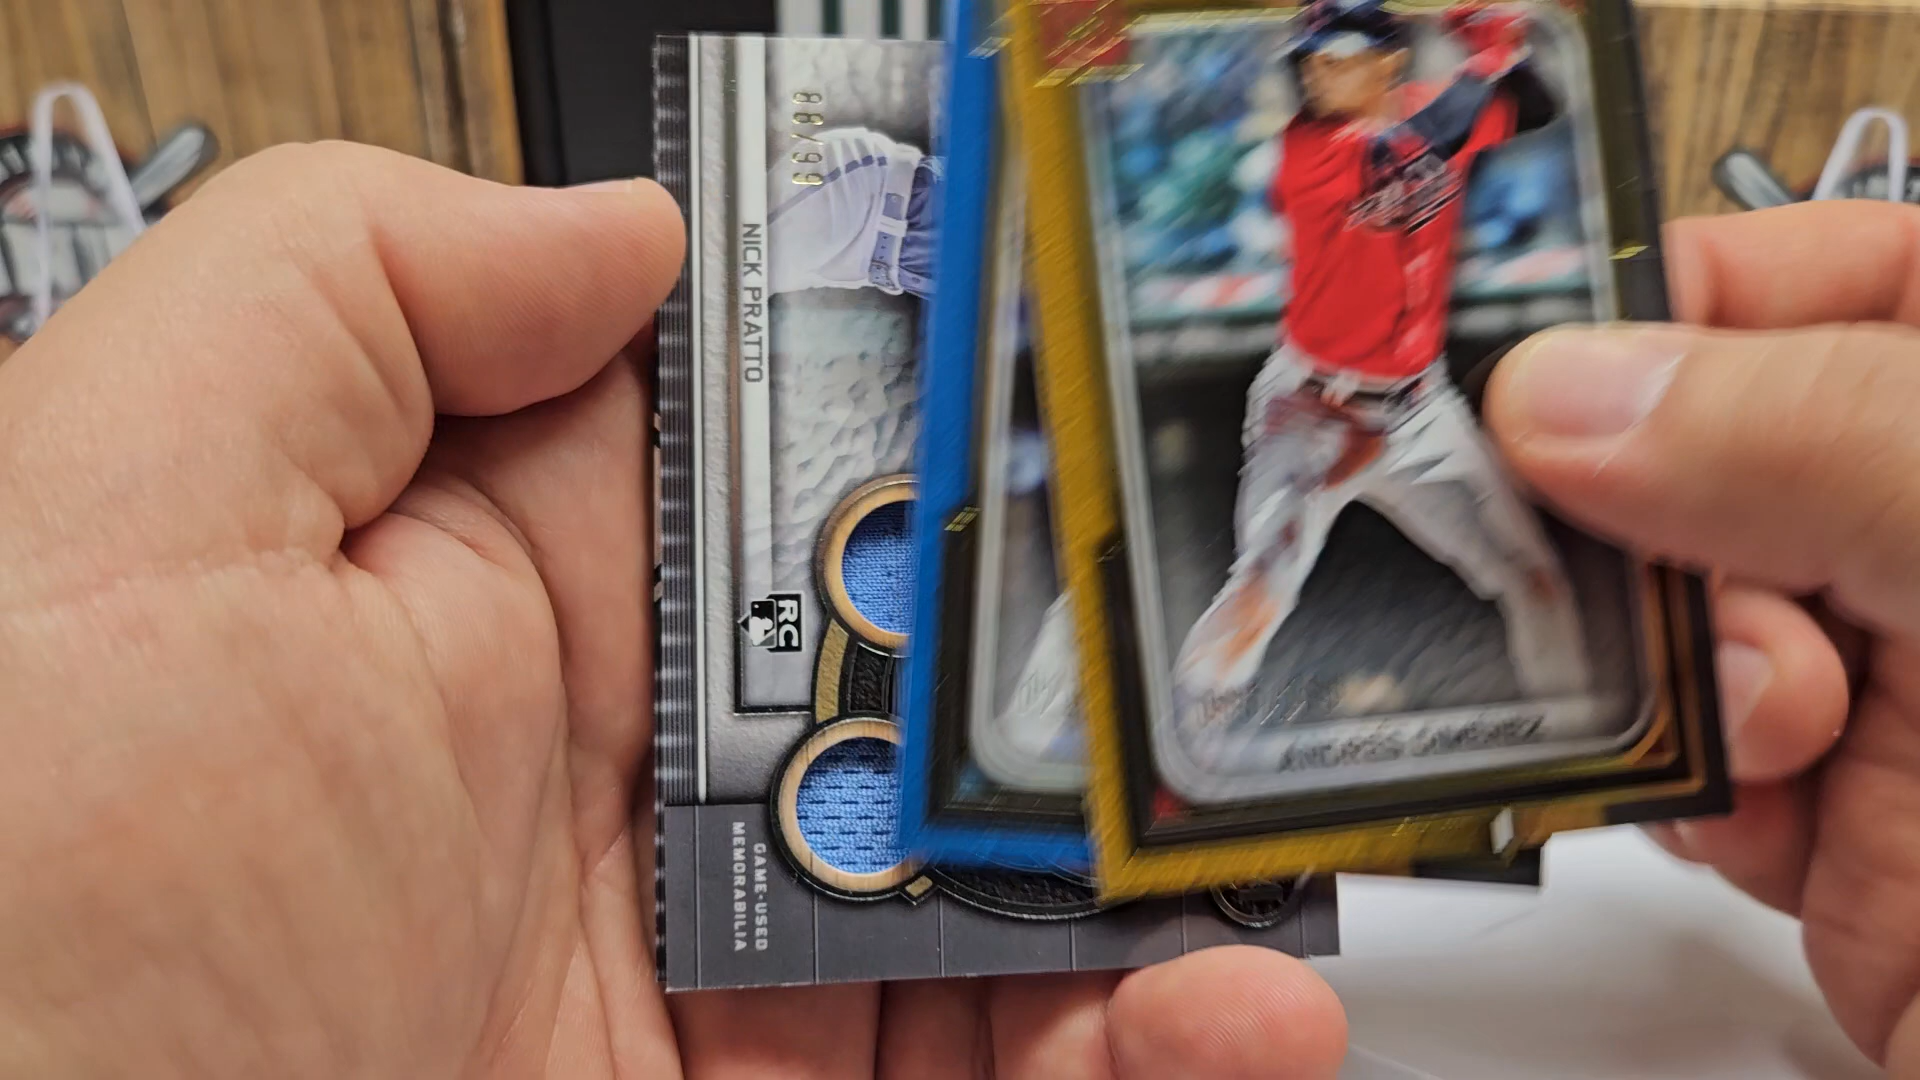 88/99
NICK PRATTO
RC
GAME-USED
MEMORABILIA
ANDRÉS GIMÉNEZ